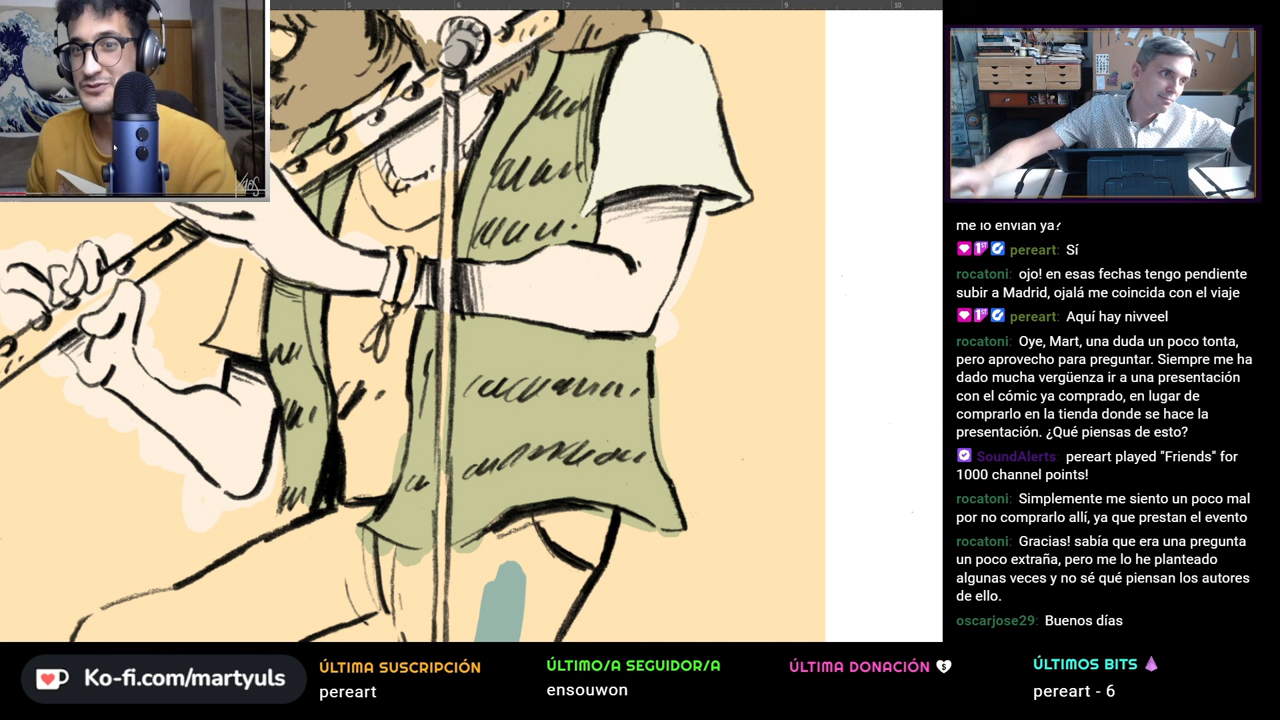 5 6 7 8 9 10
me lo envían ya?
pereart: Sí
rocatoni: ojo! en esas fechas tengo pendiente
subir a Madrid, ojalá me coincida con el viaje
pereart: Aquí hay nivveel
rocatoni: Oye, Mart, una duda un poco tonta,
pero aprovecho para preguntar. Siempre me ha
dado mucha vergüenza ir a una presentación
con el cómic ya comprado, en lugar de
comprarlo en la tienda donde se hace la
presentación. ¿Qué piensas de esto?
SoundAlerts: pereart played "Friends" for
1000 channel points!
rocatoni: Simplemente me siento un poco mal
por no comprarlo allí, ya que prestan el evento
rocatoni: Gracias! sabía que era una pregunta
un poco extraña, pero me lo he planteado
algunas veces y no sé qué piensan los autores
de ello.
oscarjose29: Buenos días
Ko-fi.com/martyuls
ÚLTIMA SUSCRIPCIÓN
pereart
ÚLTIMO/A SEGUIDOR/A
ensouwon
ÚLTIMA DONACIÓN
ÚLTIMOS BITS
pereart - 6